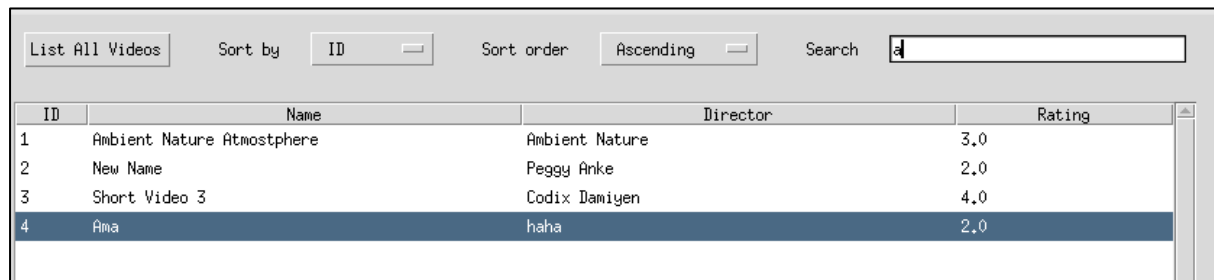 List All Videos Sort by ID Sort order Ascending Search a
ID Name Director Rating
1 Ambient Nature Atmostphere Ambient Nature 3.0
2 New Name Peggy Anke 2.0
3 Short Video 3 Codix Damiyen 4.0
4 Ama haha 2.0